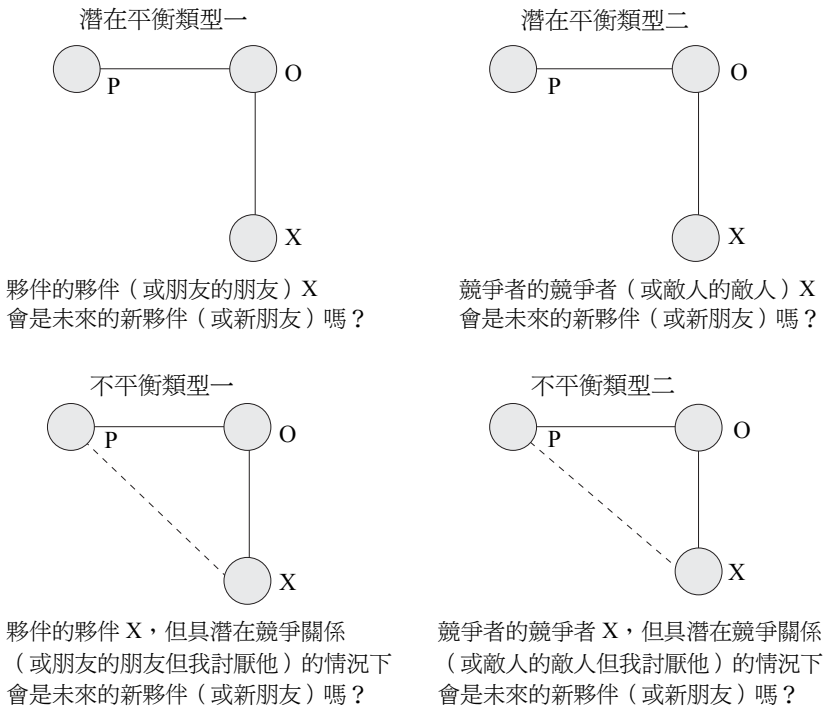 潛在平衡類型一
P
O
X
夥伴的夥伴（或朋友的朋友）X
會是未來的新夥伴（或新朋友）嗎？
潛在平衡類型二
P
O
X
競爭者的競爭者（或敵人的敵人）X
會是未來的新夥伴（或新朋友）嗎？
不平衡類型一
P
O
X
夥伴的夥伴 X，但具潛在競爭關係
（或朋友的朋友但我討厭他）的情況下
會是未來的新夥伴（或新朋友）嗎？
不平衡類型二
P
O
X
競爭者的競爭者 X，但具潛在競爭關係
（或敵人的敵人但我討厭他）的情況下
會是未來的新夥伴（或新朋友）嗎？